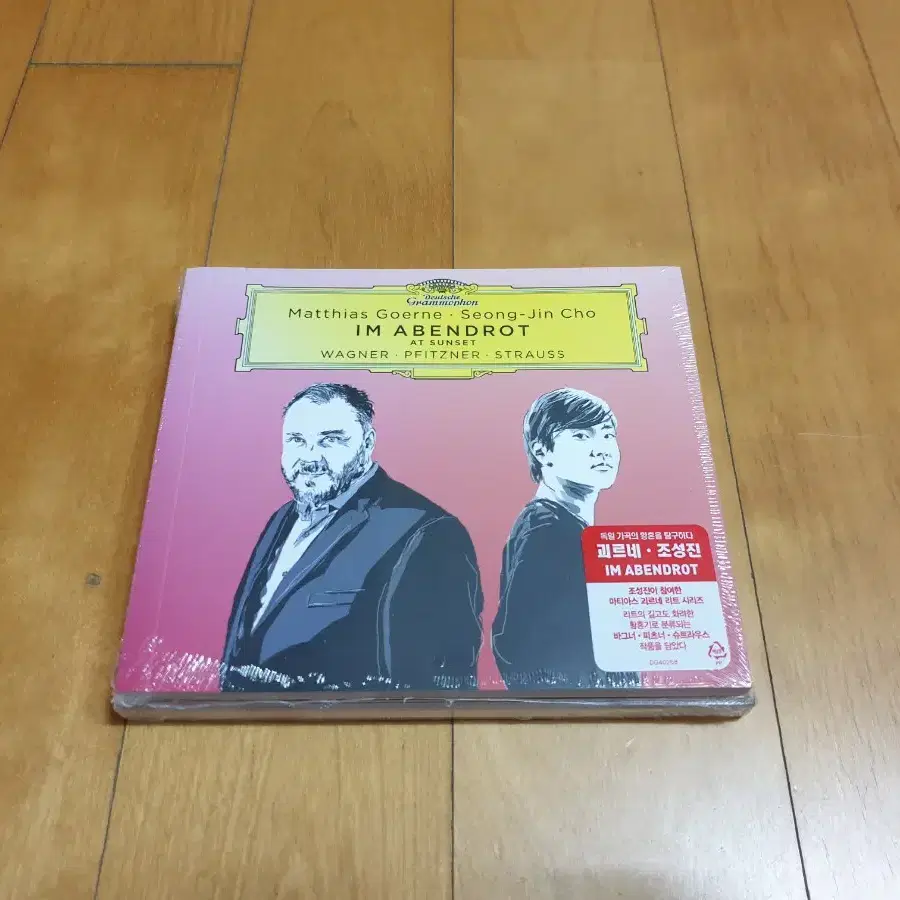 Deutsche
Grammophon
Matthias Goerne · Seong-Jin Cho
IM ABENDROT
AT SUNSET
WAGNER · PFITZNER · STRAUSS
독일 가곡의 황혼을 탐구하다
괴르네 · 조성진
IM ABENDROT
조성진이 참여한
마티아스 괴르네 리트 시리즈
리트의 길고도 화려한
황혼기로 분류되는
바그너 · 피츠너 · 슈트라우스
작품을 담았다